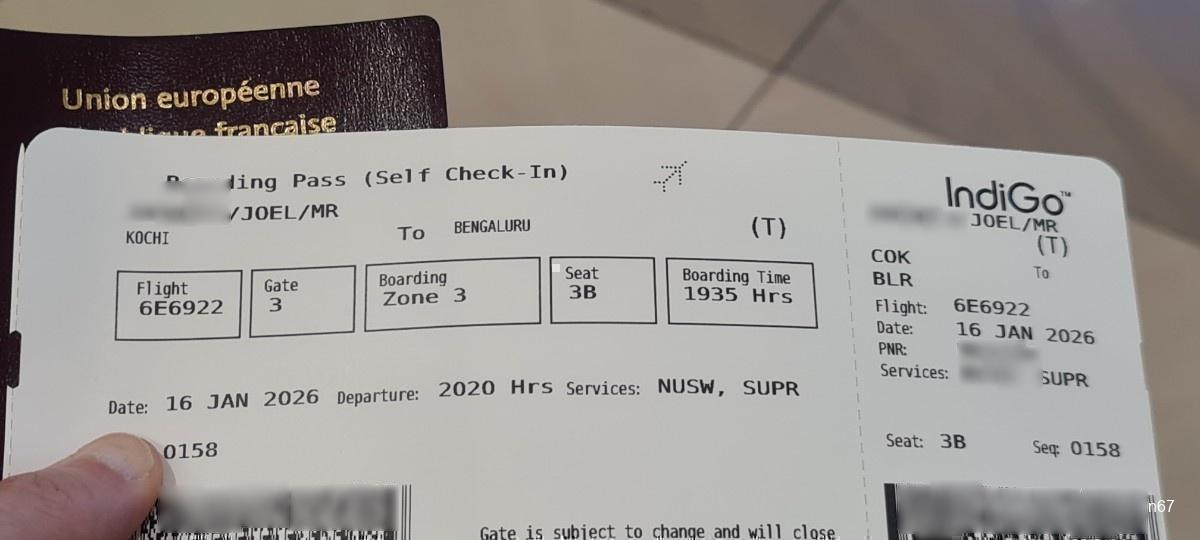 Union européenne
française
ding Pass (Self Check-In)
/JOEL/MR
KOCHI To BENGALURU (T)
Flight Gate Boarding Seat Boarding Time
6E6922 3 Zone 3 3B 1935 Hrs
Date: 16 JAN 2026 Departure: 2020 Hrs Services: NUSW, SUPR
0158
Gate is subject to change and will close
IndiGo™
JOEL/MR
(T)
COK To
BLR
Flight: 6E6922
Date: 16 JAN 2026
PNR:
Services: SUPR
Seat: 3B Seq: 0158
n67